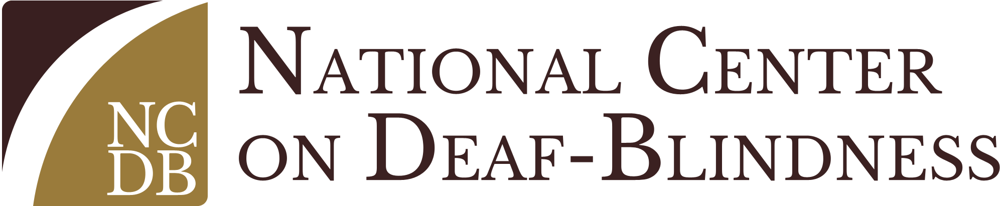 NC
DB
National Center
on Deaf-Blindness